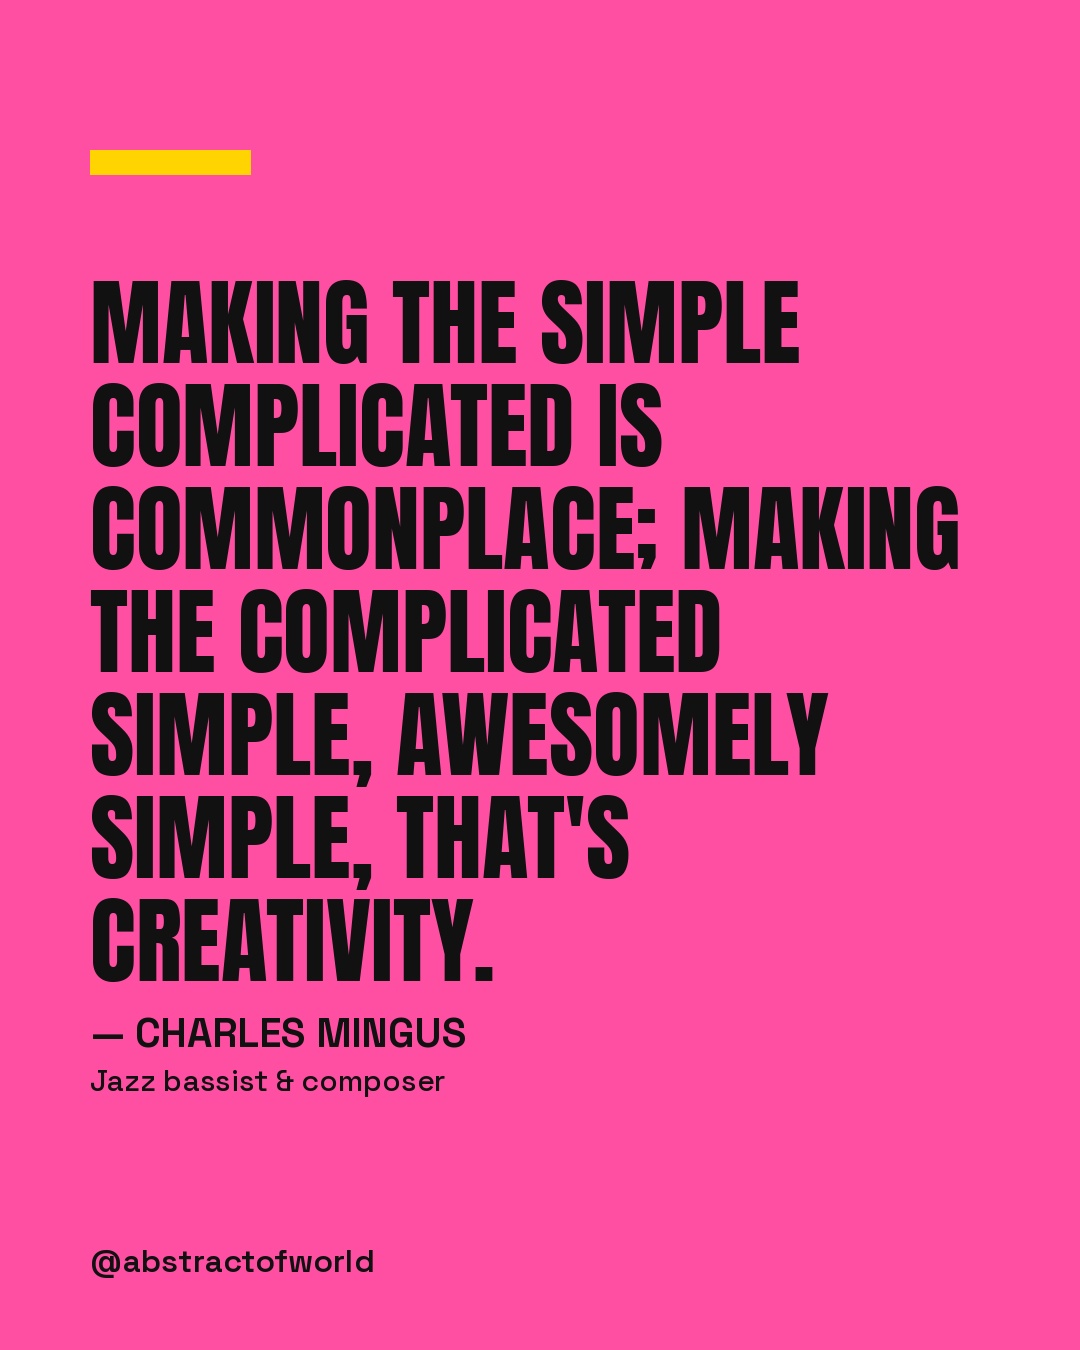 MAKING THE SIMPLE
COMPLICATED IS
COMMONPLACE; MAKING
THE COMPLICATED
SIMPLE, AWESOMELY
SIMPLE, THAT'S
CREATIVITY.
— CHARLES MINGUS
Jazz bassist & composer
@abstractofworld